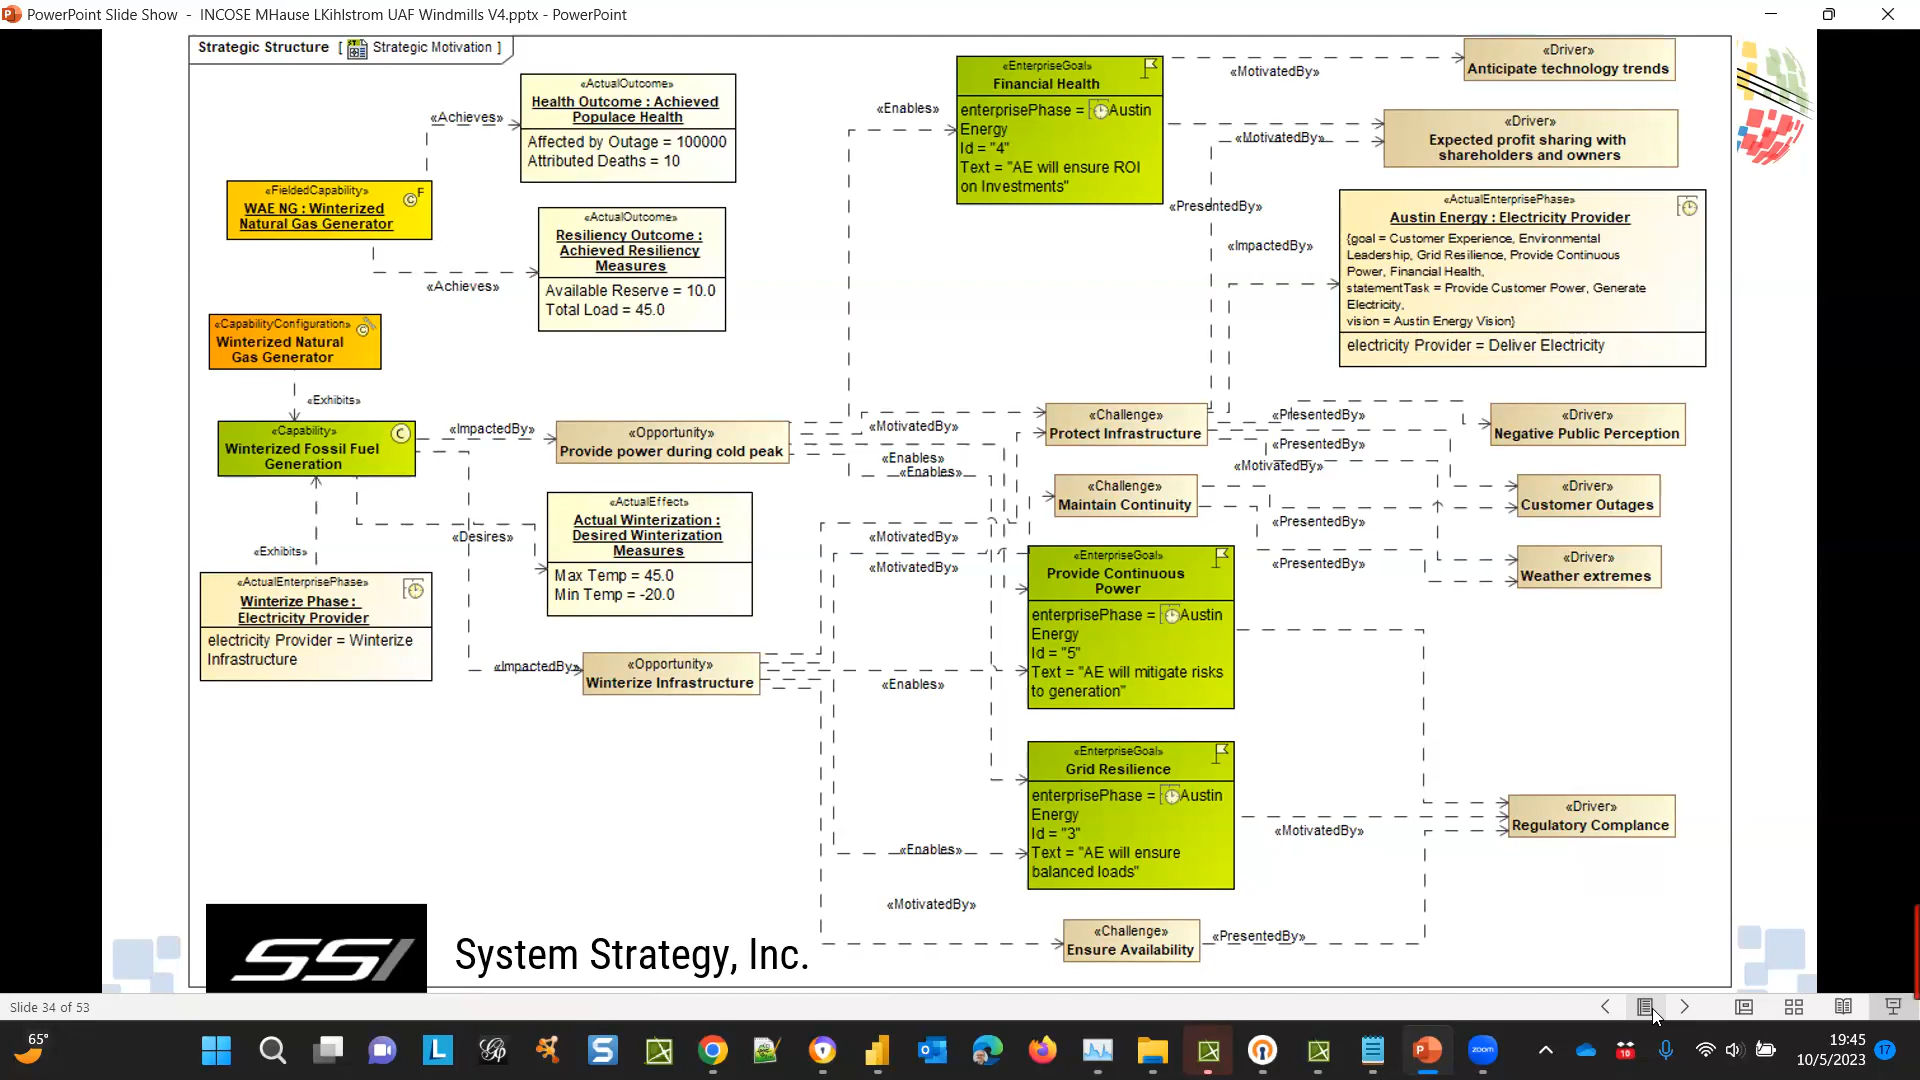 PowerPoint Slide Show - INCOSE MHause LKihlstrom UAF Windmills V4.pptx - PowerPoint
Strategic Structure [ Strategic Motivation ]
«ActualOutcome»
Health Outcome : Achieved
Populace Health
Affected by Outage = 100000
Attributed Deaths = 10
«Achieves»
«FieldedCapability»
WAE NG : Winterized
Natural Gas Generator
F
©
«ActualOutcome»
Resiliency Outcome :
Achieved Resiliency
Measures
Available Reserve = 10.0
Total Load = 45.0
«Achieves»
«CapabilityConfiguration»
Winterized Natural
Gas Generator
©
«Exhibits»
«Capability»
Winterized Fossil Fuel
Generation
C
«ImpactedBy»
«Opportunity»
Provide power during cold peak
«ActualEffect»
Actual Winterization :
Desired Winterization
Measures
Max Temp = 45.0
Min Temp = -20.0
«Desires»
«Exhibits»
«ActualEnterprisePhase»
Winterize Phase :
Electricity Provider
electricity Provider = Winterize
Infrastructure
«ImpactedBy»
«Opportunity»
Winterize Infrastructure
«Enables»
«EnterpriseGoal»
Financial Health
enterprisePhase = Austin
Energy
Id = "4"
Text = "AE will ensure ROI
on Investments"
«MotivatedBy»
«Driver»
Anticipate technology trends
«MotivatedBy»
«Driver»
Expected profit sharing with
shareholders and owners
«PresentedBy»
«ImpactedBy»
«ActualEnterprisePhase»
Austin Energy : Electricity Provider
{goal = Customer Experience, Environmental
Leadership, Grid Resilience, Provide Continuous
Power, Financial Health,
statementTask = Provide Customer Power, Generate
Electricity,
vision = Austin Energy Vision}
electricity Provider = Deliver Electricity
«MotivatedBy»
«Enables»
«Enables»
«Challenge»
Protect Infrastructure
«PresentedBy»
«PresentedBy»
«MotivatedBy»
«Driver»
Negative Public Perception
«Challenge»
Maintain Continuity
«PresentedBy»
«PresentedBy»
«Driver»
Customer Outages
«Driver»
Weather extremes
«MotivatedBy»
«MotivatedBy»
«EnterpriseGoal»
Provide Continuous
Power
enterprisePhase = Austin
Energy
Id = "5"
Text = "AE will mitigate risks
to generation"
«Enables»
«EnterpriseGoal»
Grid Resilience
enterprisePhase = Austin
Energy
Id = "3"
Text = "AE will ensure
balanced loads"
«Enables»
«MotivatedBy»
«Driver»
Regulatory Compliance
«MotivatedBy»
«Challenge»
Ensure Availability
«PresentedBy»
SSI
System Strategy, Inc.
Slide 34 of 53
65°
zoom
10
19:45
10/5/2023
17